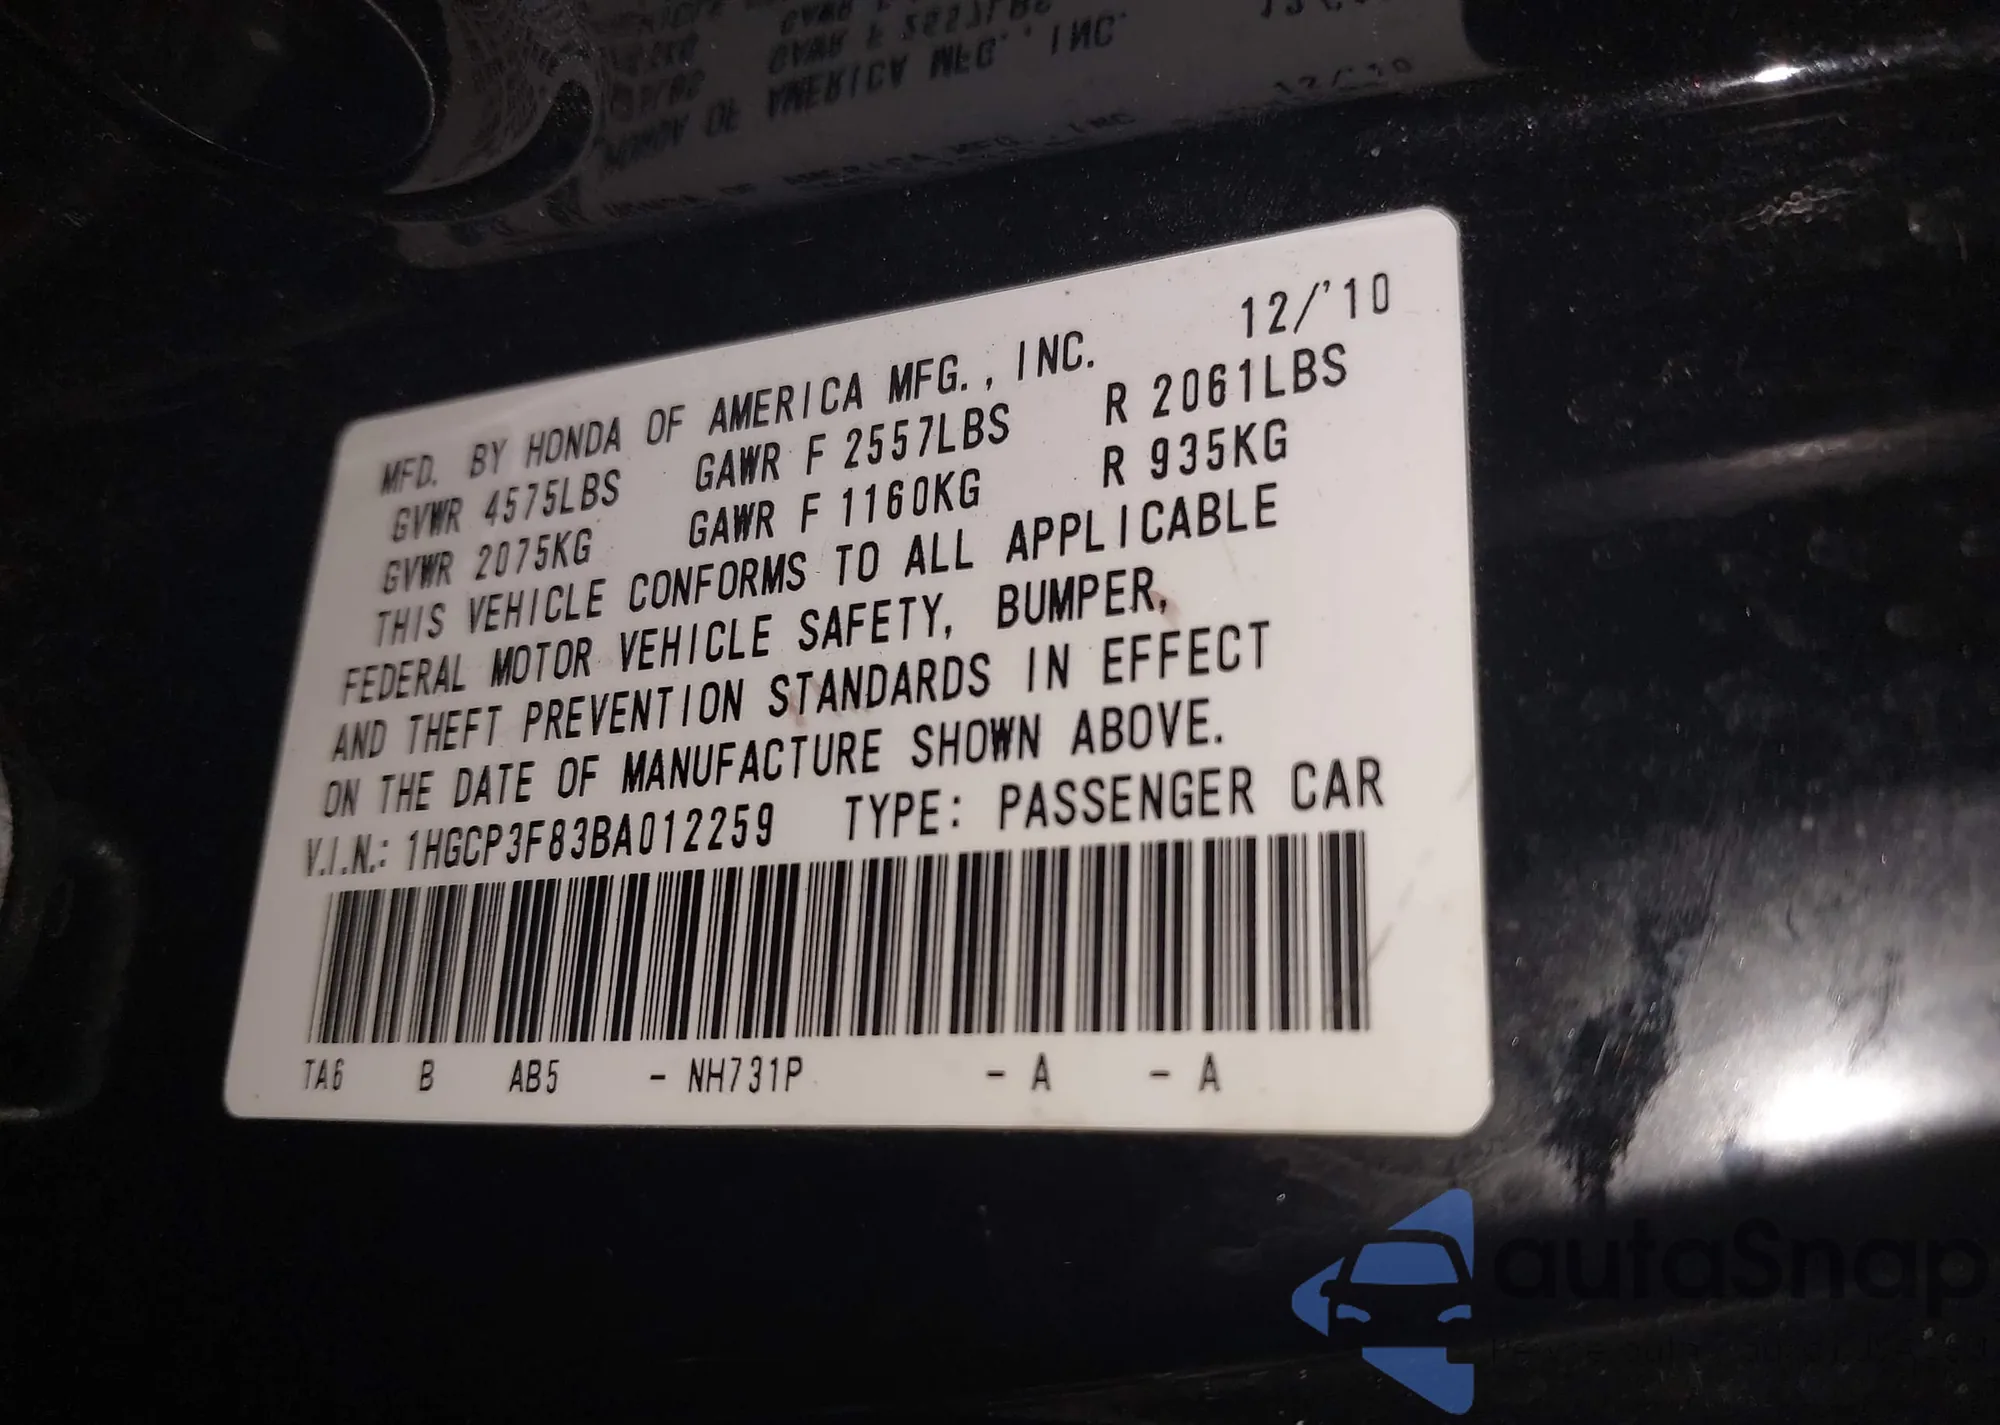 MFD. BY HONDA OF AMERICA MFG., INC. 12/'10
GVWR 4575LBS GAWR F 2557LBS R 2061LBS
GVWR 2075KG GAWR F 1160KG R 935KG
THIS VEHICLE CONFORMS TO ALL APPLICABLE
FEDERAL MOTOR VEHICLE SAFETY, BUMPER,
AND THEFT PREVENTION STANDARDS IN EFFECT
ON THE DATE OF MANUFACTURE SHOWN ABOVE.
V.I.N.: 1HGCP3F83BA012259 TYPE: PASSENGER CAR
TA6 B AB5 - NH731P - A - A
autaSnap